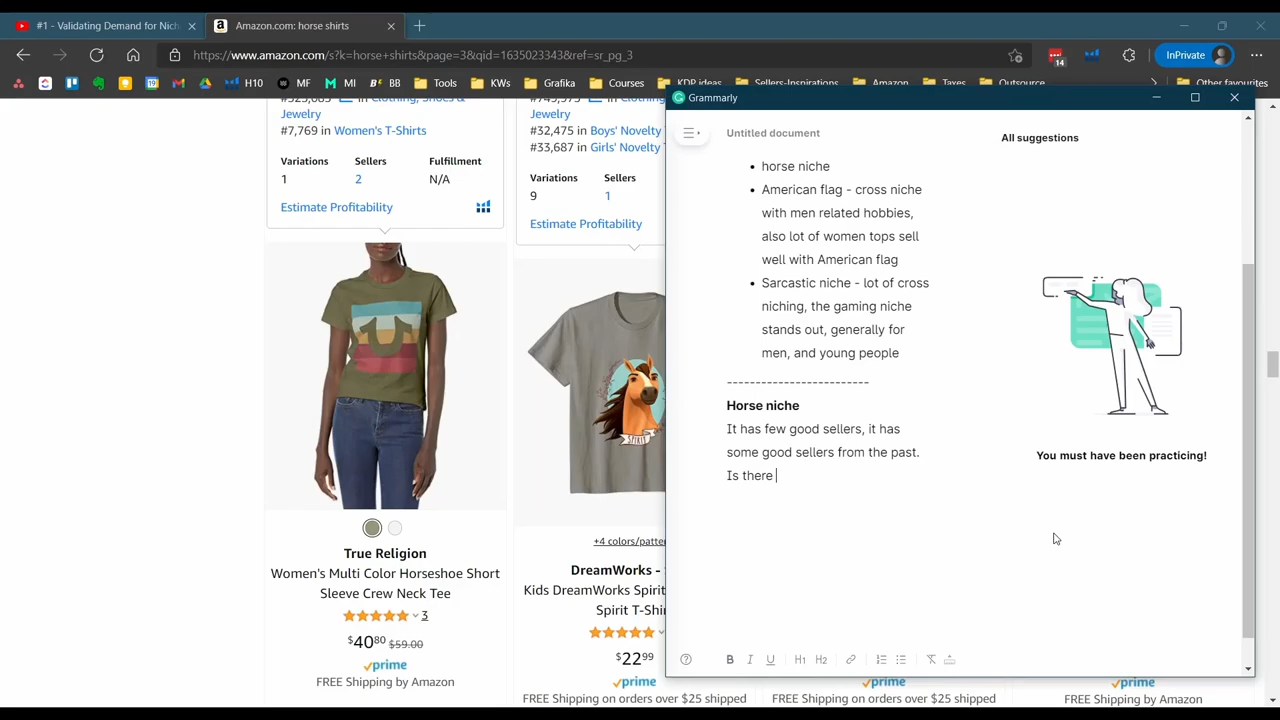 #1 - Validating Demand for Nich
Amazon.com: horse shirts
https://www.amazon.com/s?k=horse+shirts&page=3&qid=1635023343&ref=sr_pg_3
14
InPrivate
H10
MF
MI
BB
Tools
KWs
Grafika
Courses
KDP ideas
Sellers-Inspirations
Amazon
Taxes
Outsource
Other favourites
in Clothing, Shoes &
Jewelry
#7,769 in Women's T-Shirts
Variations
Sellers
Fulfillment
1
2
N/A
Estimate Profitability
Jewelry
#32,475 in Boys' Novelty
#33,687 in Girls' Novelty
Variations
Sellers
9
1
Estimate Profitability
True Religion
Women's Multi Color Horseshoe Short
Sleeve Crew Neck Tee
3
$40.80 $59.00
prime
FREE Shipping by Amazon
SPIRIT
+4 colors/patter
DreamWorks -
Kids DreamWorks Spirit
Spirit T-Shi
$22.99
prime
FREE Shipping on orders over $25 shipped
prime
FREE Shipping on orders over $25 shipped
prime
FREE Shipping by Amazon
Grammarly
Untitled document
All suggestions
• horse niche
• American flag - cross niche
with men related hobbies,
also lot of women tops sell
well with American flag
• Sarcastic niche - lot of cross
niching, the gaming niche
stands out, generally for
men, and young people
-------------------------
Horse niche
It has few good sellers, it has
some good sellers from the past.
Is there
You must have been practicing!
B I U H1 H2